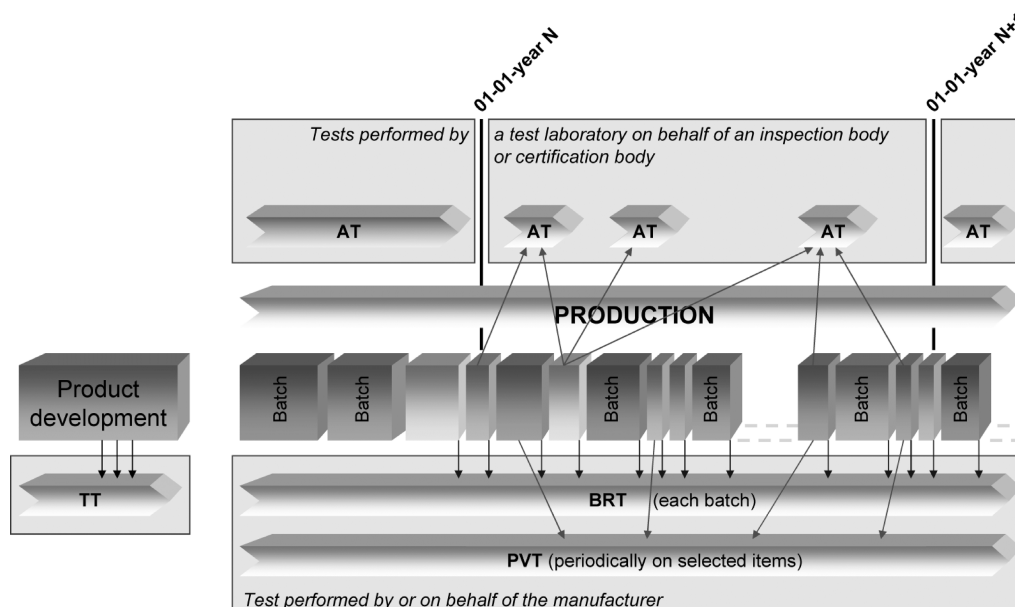 01-01-year N
01-01-year N+
Tests performed by
a test laboratory on behalf of an inspection body
or certification body
AT
AT
AT
AT
AT
PRODUCTION
Product
development
Batch
Batch
Batch
Batch
Batch
Batch
TT
BRT (each batch)
PVT (periodically on selected items)
Test performed by or on behalf of the manufacturer